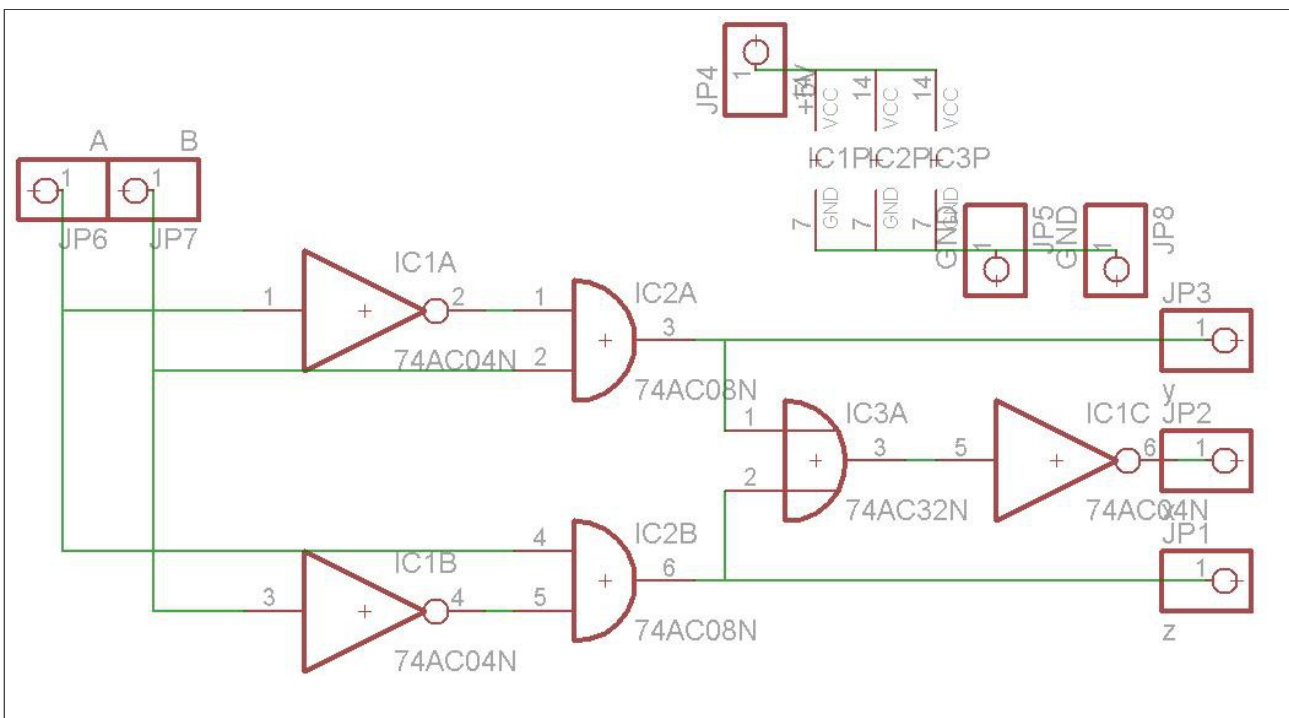 JP4
1
+5V
14 14 14
VCC VCC VCC
IC1P IC2P IC3P
GND GND GND
7 7 7
GND
1
JP5
GND
1
JP8
A B
1 1
JP6 JP7
IC1A
1 2
74AC04N
IC2A
1
2
3
74AC08N
JP3
1
y
IC3A
1
2
3
74AC32N
IC1C
5 6
74AC04N
JP2
1
x
IC1B
3 4
74AC04N
IC2B
4
5
6
74AC08N
JP1
1
z